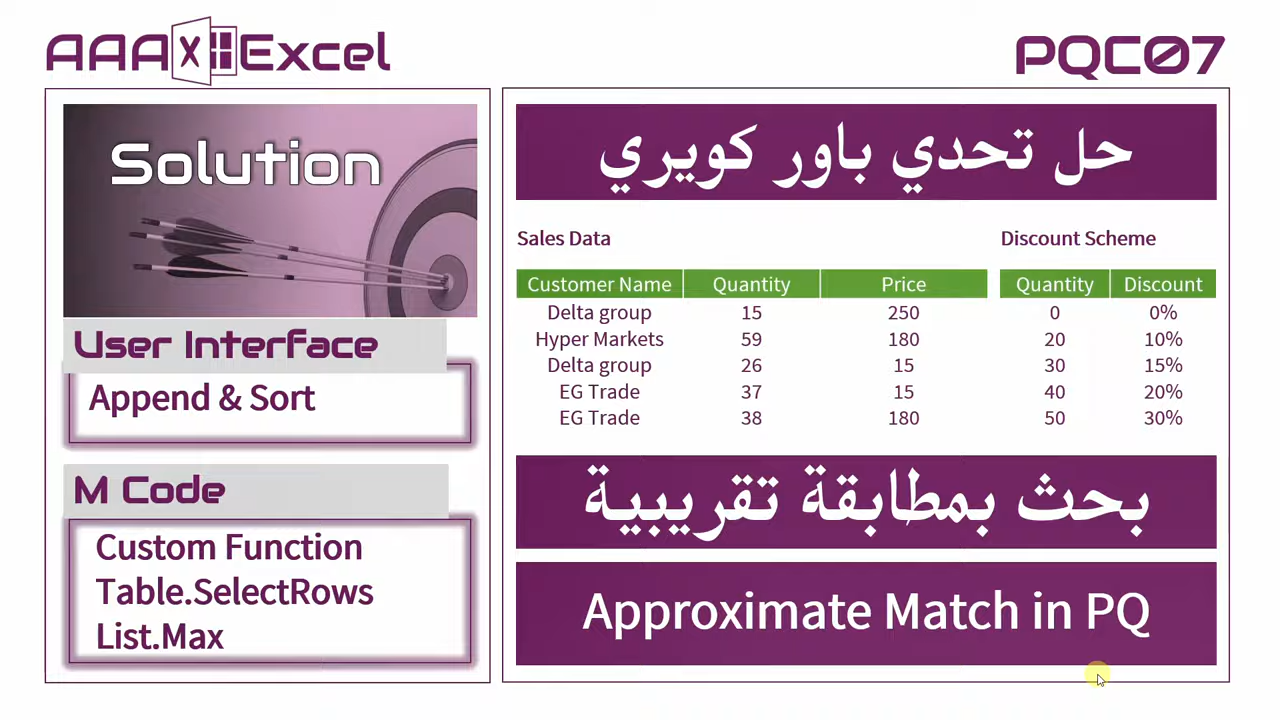 AAA Excel
PQC07
Solution
User Interface
Append & Sort
M Code
Custom Function
Table.SelectRows
List.Max
حل تحدي باور كويري
Sales Data
Customer Name Quantity Price
Delta group 15 250
Hyper Markets 59 180
Delta group 26 15
EG Trade 37 15
EG Trade 38 180
Discount Scheme
Quantity Discount
0 0%
20 10%
30 15%
40 20%
50 30%
بحث بمطابقة تقريبية
Approximate Match in PQ